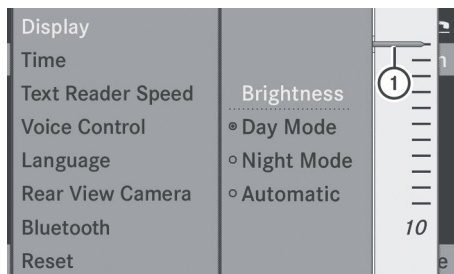 Display
Time
Text Reader Speed
Voice Control
Language
Rear View Camera
Bluetooth
Reset
Brightness
Day Mode
Night Mode
Automatic
1
10
n
e